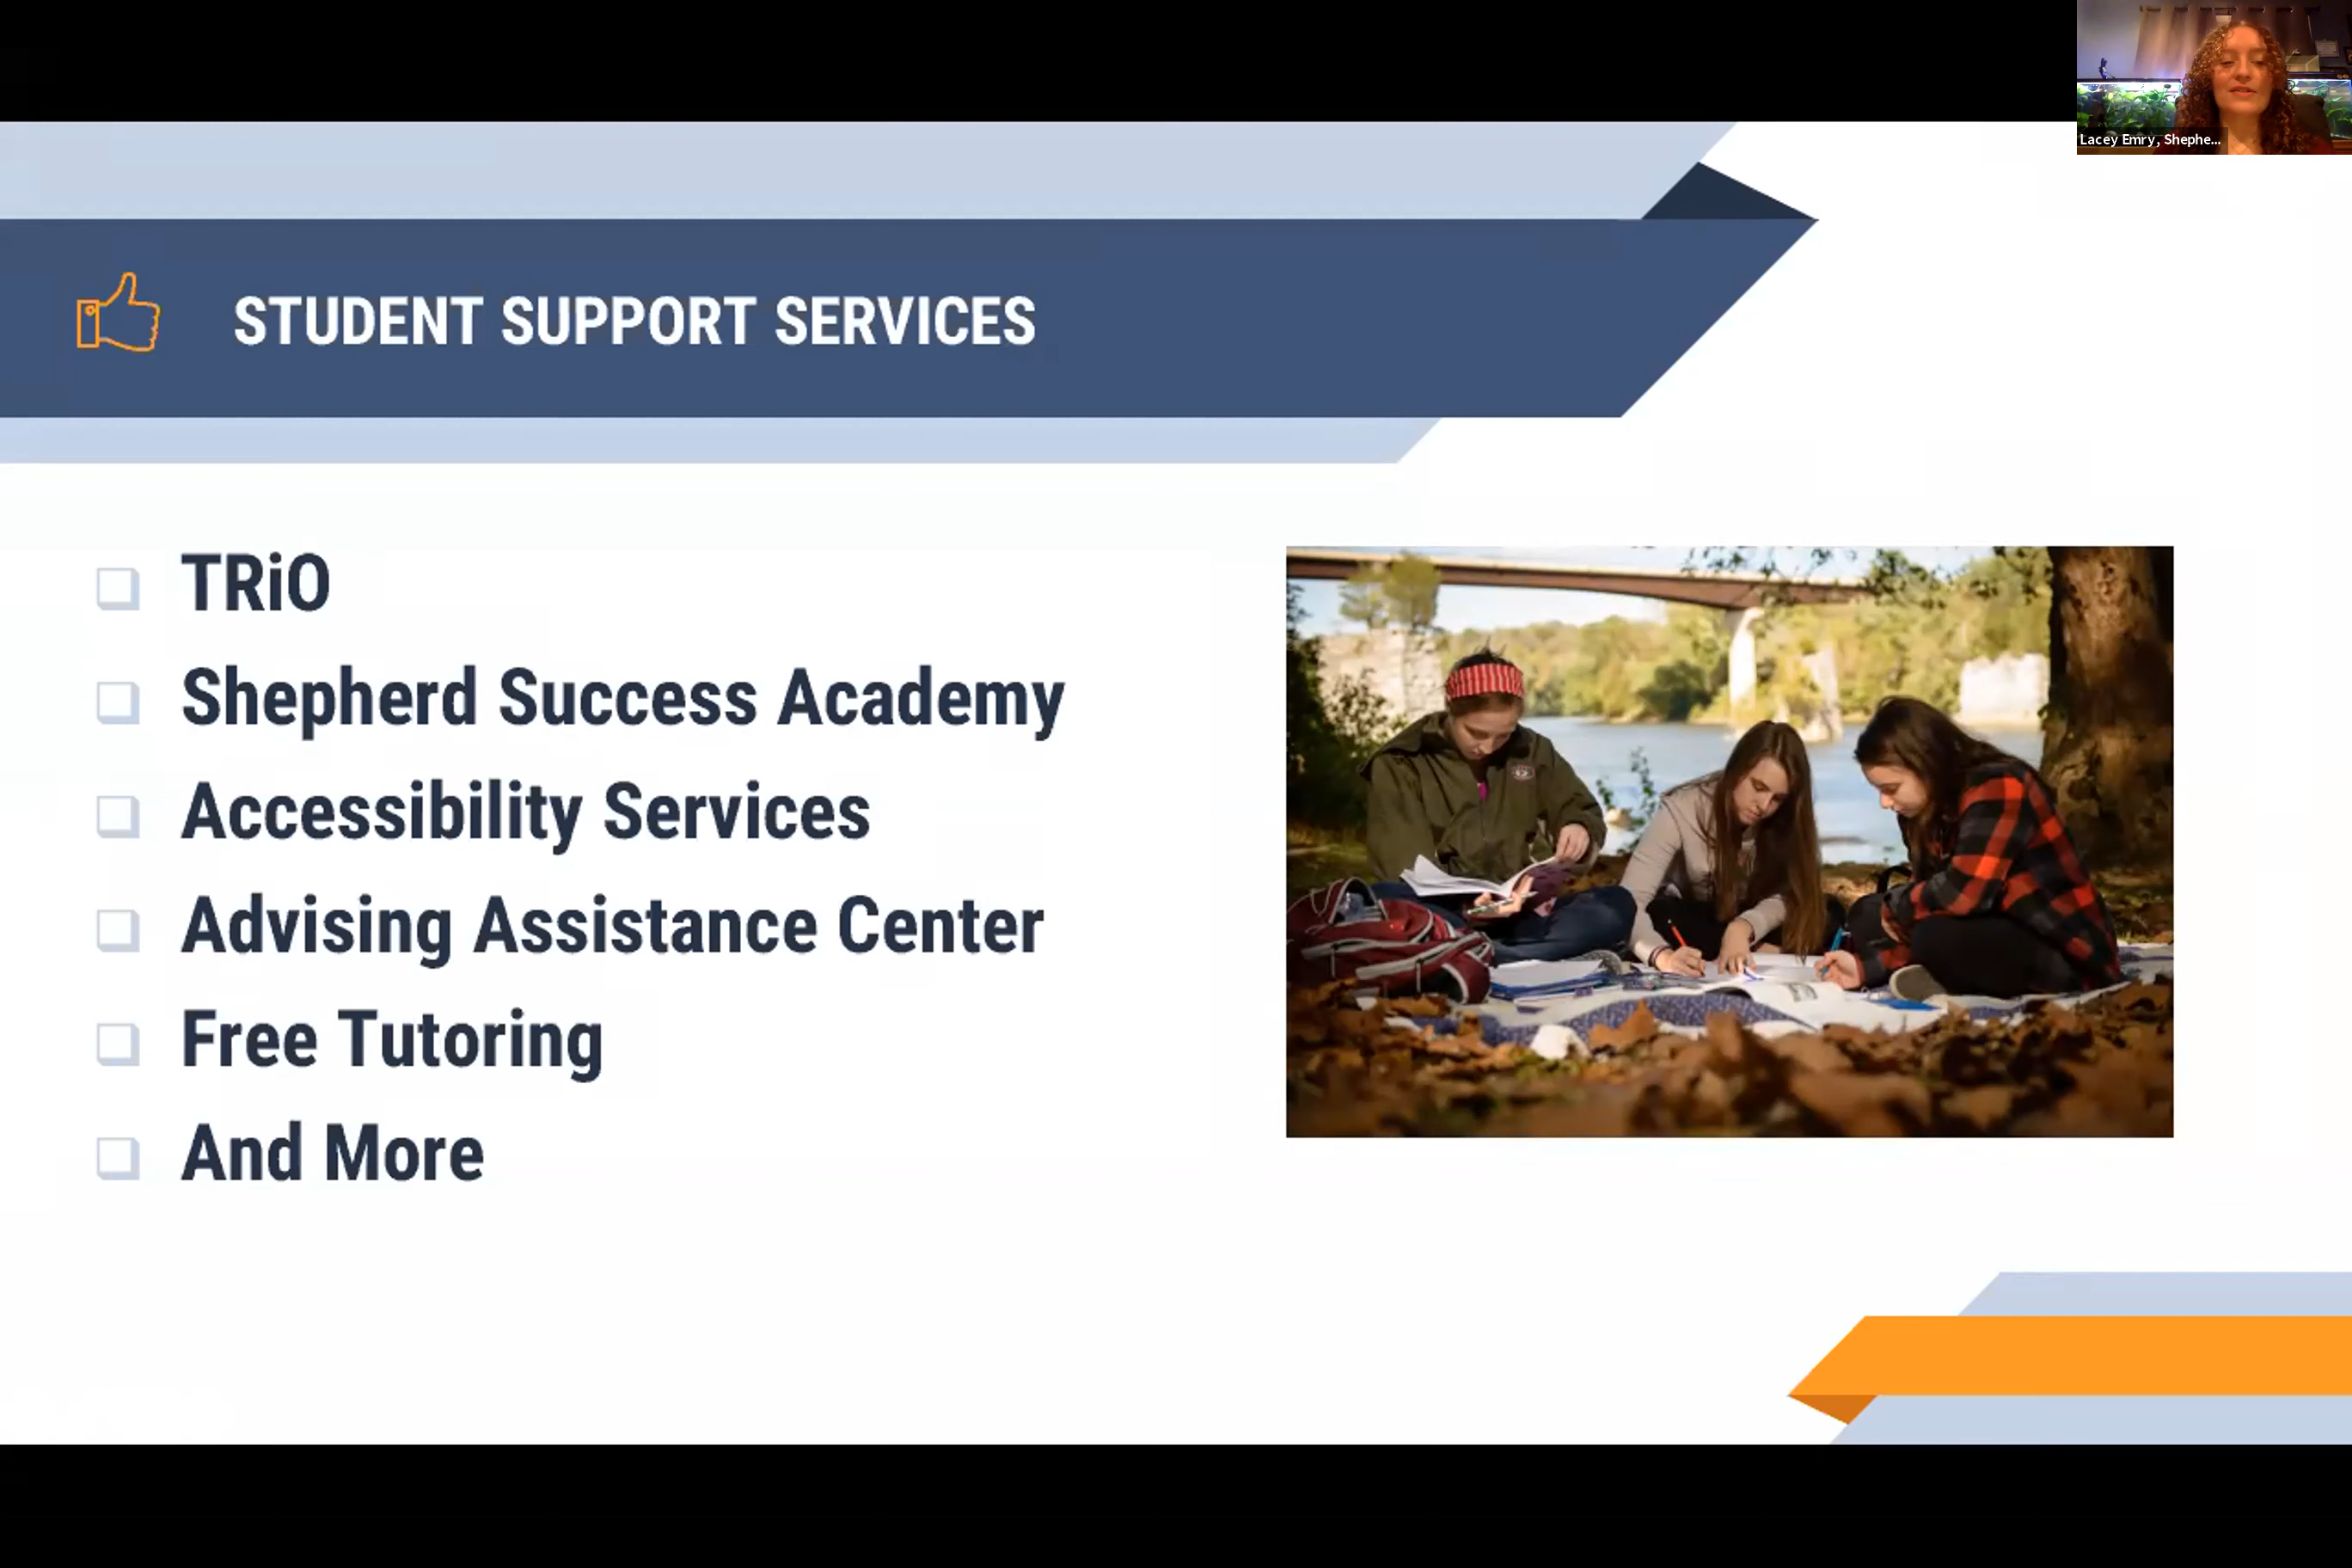 Lacey Emry, Shephe...
STUDENT SUPPORT SERVICES
TRiO
Shepherd Success Academy
Accessibility Services
Advising Assistance Center
Free Tutoring
And More